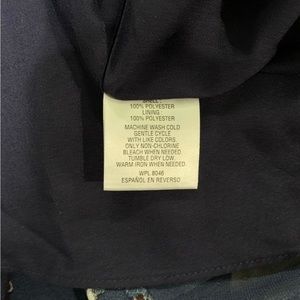 SHELL:
100% POLYESTER
LINING:
100% POLYESTER
MACHINE WASH COLD
GENTLE CYCLE
WITH LIKE COLORS.
ONLY NON-CHLORINE
BLEACH WHEN NEEDED.
TUMBLE DRY LOW.
WARM IRON WHEN NEEDED.
WPL 8046
ESPAÑOL EN REVERSO